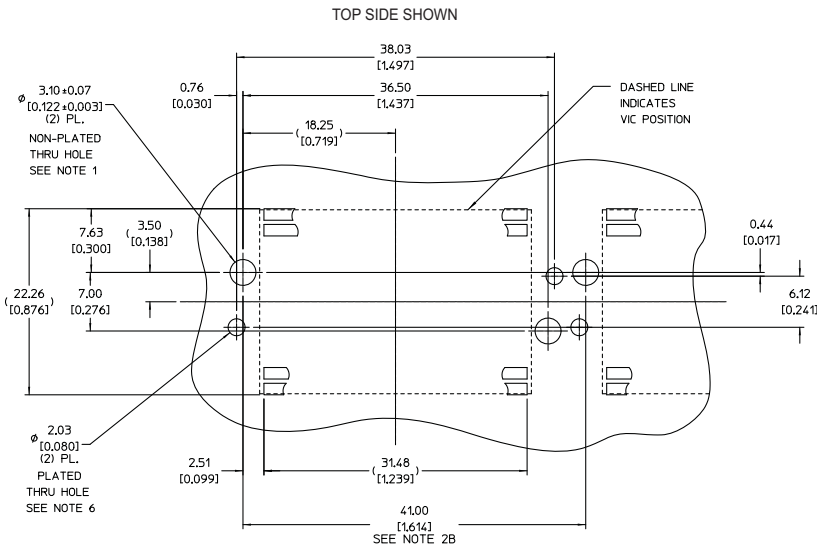 TOP SIDE SHOWN
38.03
[1.497]
Ø 3.10±0.07
[0.122±0.003]
(2) PL.
NON-PLATED
THRU HOLE
SEE NOTE 1
0.76
[0.030]
36.50
[1.437]
DASHED LINE
INDICATES
VIC POSITION
(18.25)
[0.719]
7.63
[0.300]
(3.50)
[0.138]
0.44
[0.017]
(22.26)
[0.876]
7.00
[0.276]
6.12
[0.241]
Ø 2.03
[0.080]
(2) PL.
PLATED
THRU HOLE
SEE NOTE 6
2.51
[0.099]
(31.48)
[1.239]
41.00
[1.614]
SEE NOTE 2B